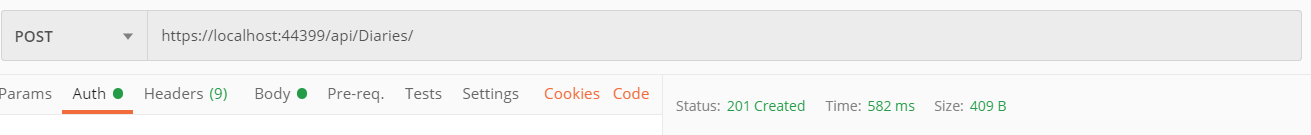 POST https://localhost:44399/api/Diaries/
Params Auth Headers (9) Body Pre-req. Tests Settings Cookies Code
Status: 201 Created Time: 582 ms Size: 409 B